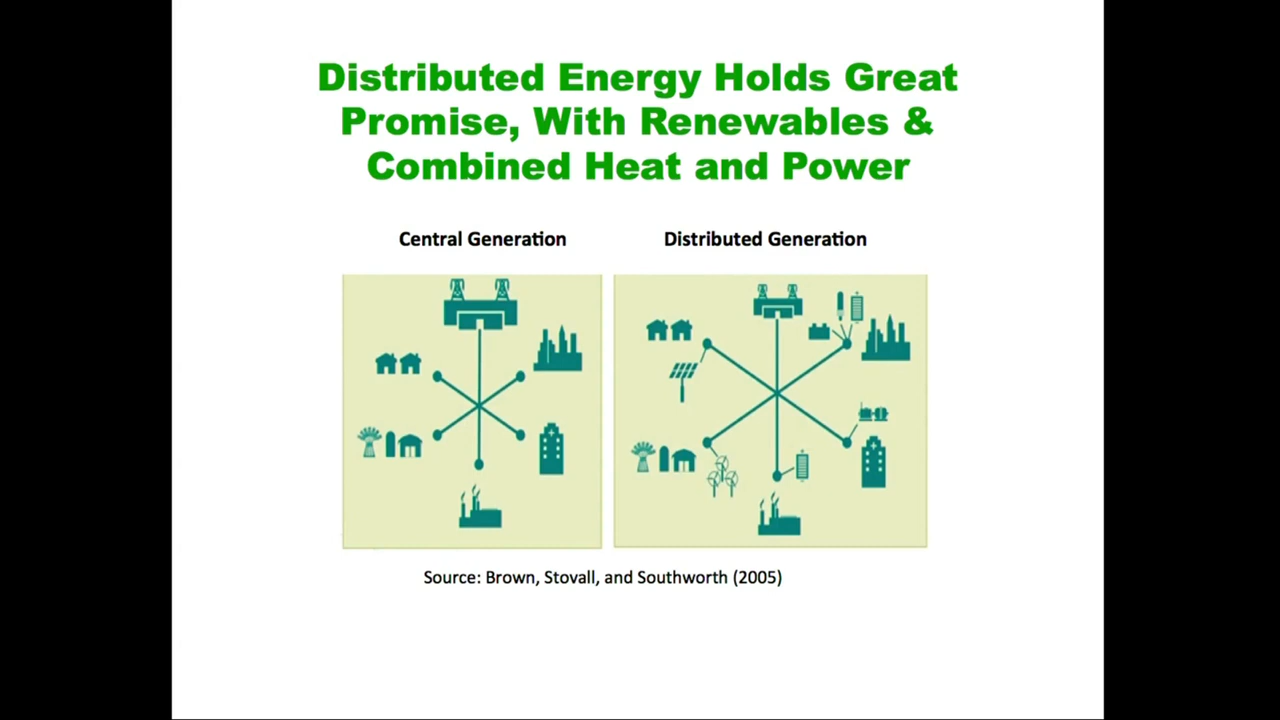 Distributed Energy Holds Great
Promise, With Renewables &
Combined Heat and Power
Central Generation
Distributed Generation
Source: Brown, Stovall, and Southworth (2005)